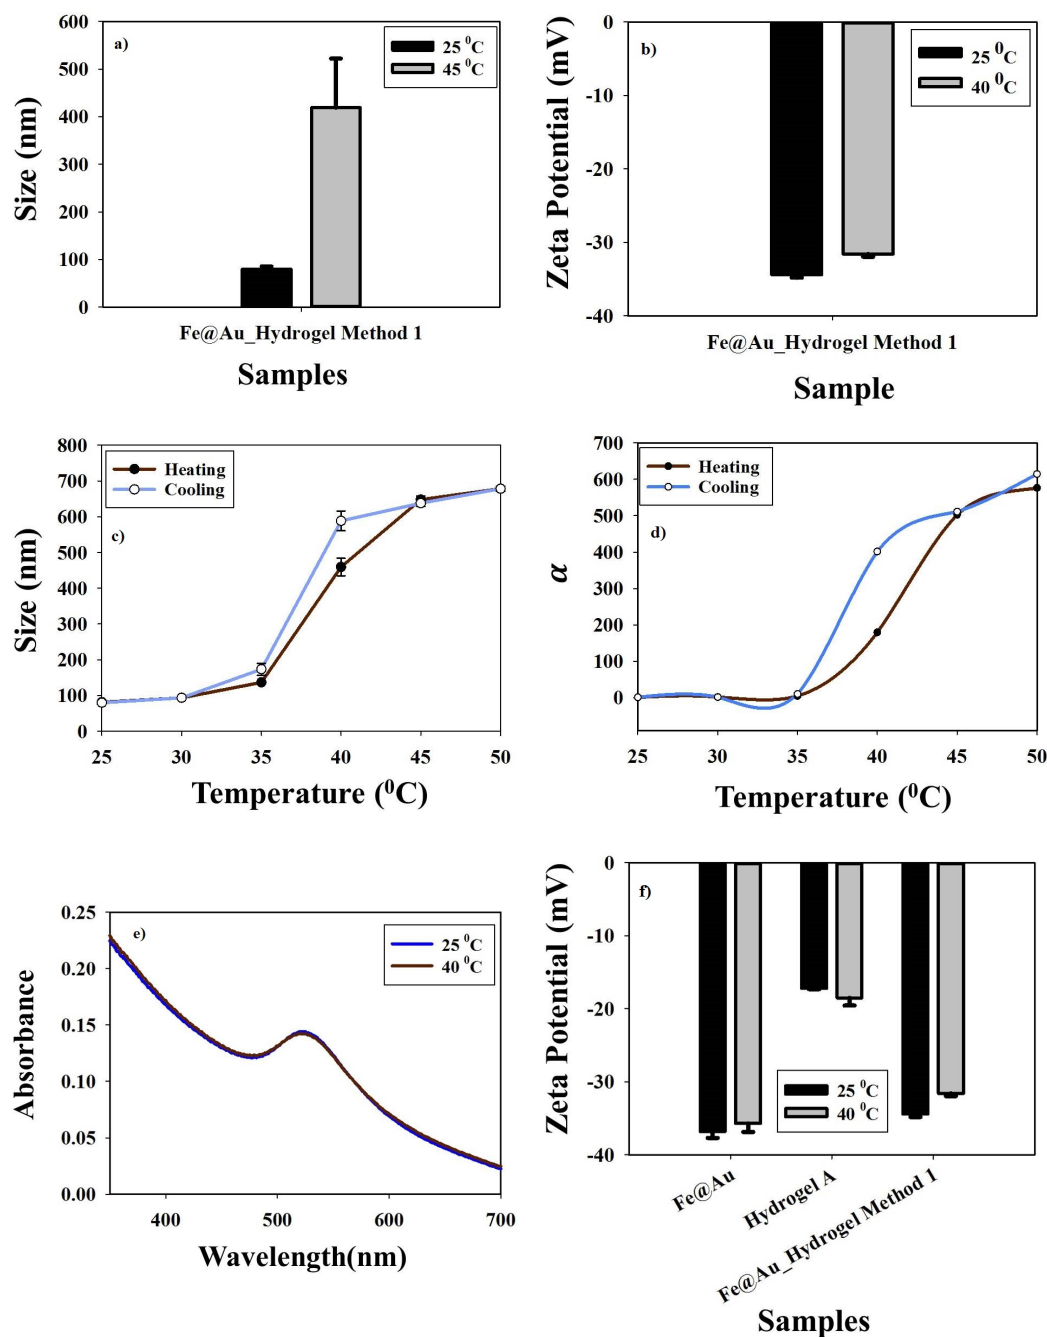 a)
25 ⁰C
45 ⁰C
600
500
400
300
200
100
0
Size (nm)
Fe@Au_Hydrogel Method 1
Samples
b)
25 ⁰C
40 ⁰C
0
-10
-20
-30
-40
Zeta Potential (mV)
Fe@Au_Hydrogel Method 1
Sample
c)
Heating
Cooling
800
700
600
500
400
300
200
100
0
Size (nm)
25 30 35 40 45 50
Temperature (⁰C)
d)
Heating
Cooling
700
600
500
400
300
200
100
0
α
25 30 35 40 45 50
Temperature (⁰C)
e)
25 ⁰C
40 ⁰C
0.25
0.20
0.15
0.10
0.05
0.00
Absorbance
400 500 600 700
Wavelength(nm)
f)
25 ⁰C
40 ⁰C
0
-10
-20
-30
-40
Zeta Potential (mV)
Fe@Au
Hydrogel A
Fe@Au_Hydrogel Method 1
Samples